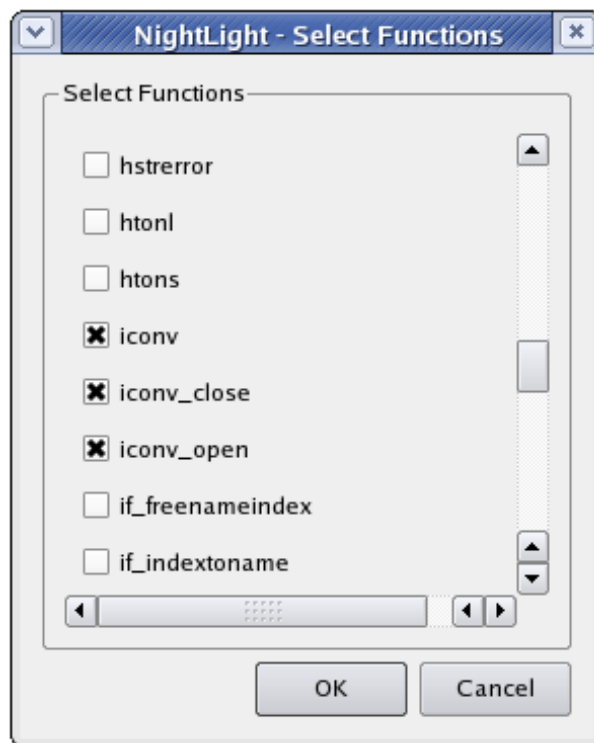 NightLight - Select Functions
Select Functions
hstrerror
htonl
htons
iconv
iconv_close
iconv_open
if_freenameindex
if_indextoname
OK
Cancel